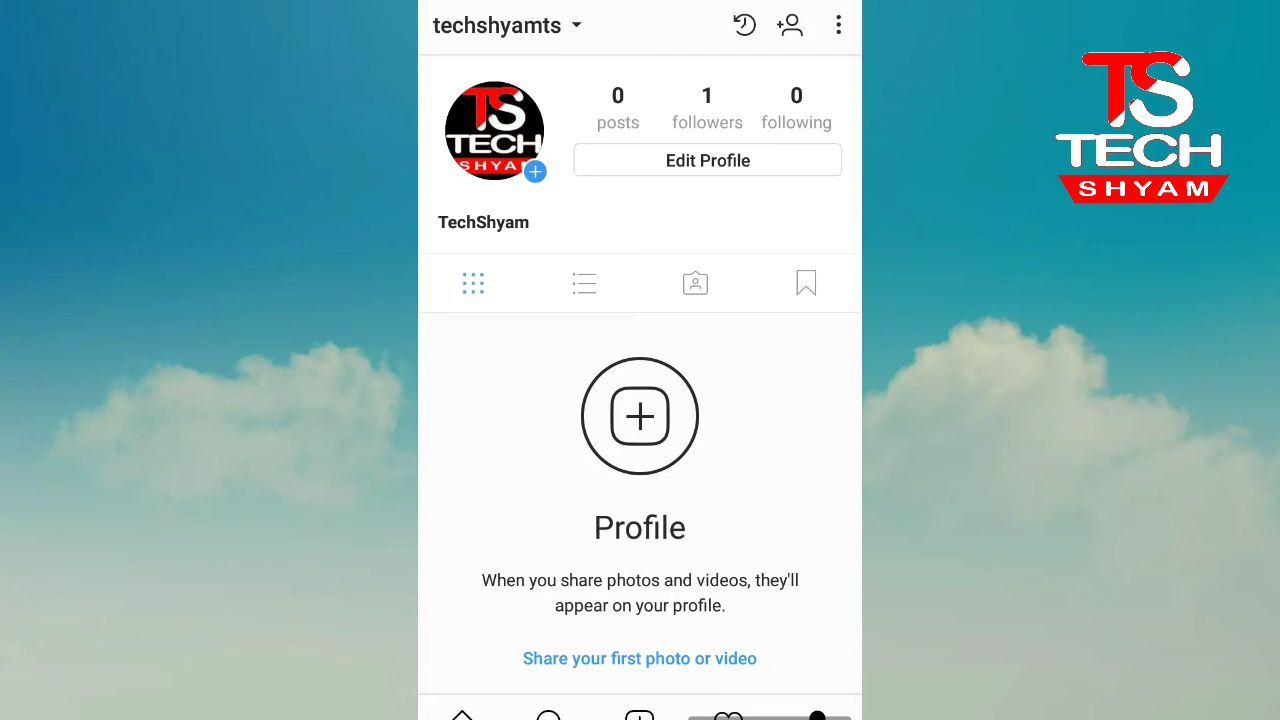 techshyamts
0
posts
1
followers
0
following
Edit Profile
TS
TECH
SHYAM
TechShyam
Profile
When you share photos and videos, they'll
appear on your profile.
Share your first photo or video
TS
TECH
SHYAM